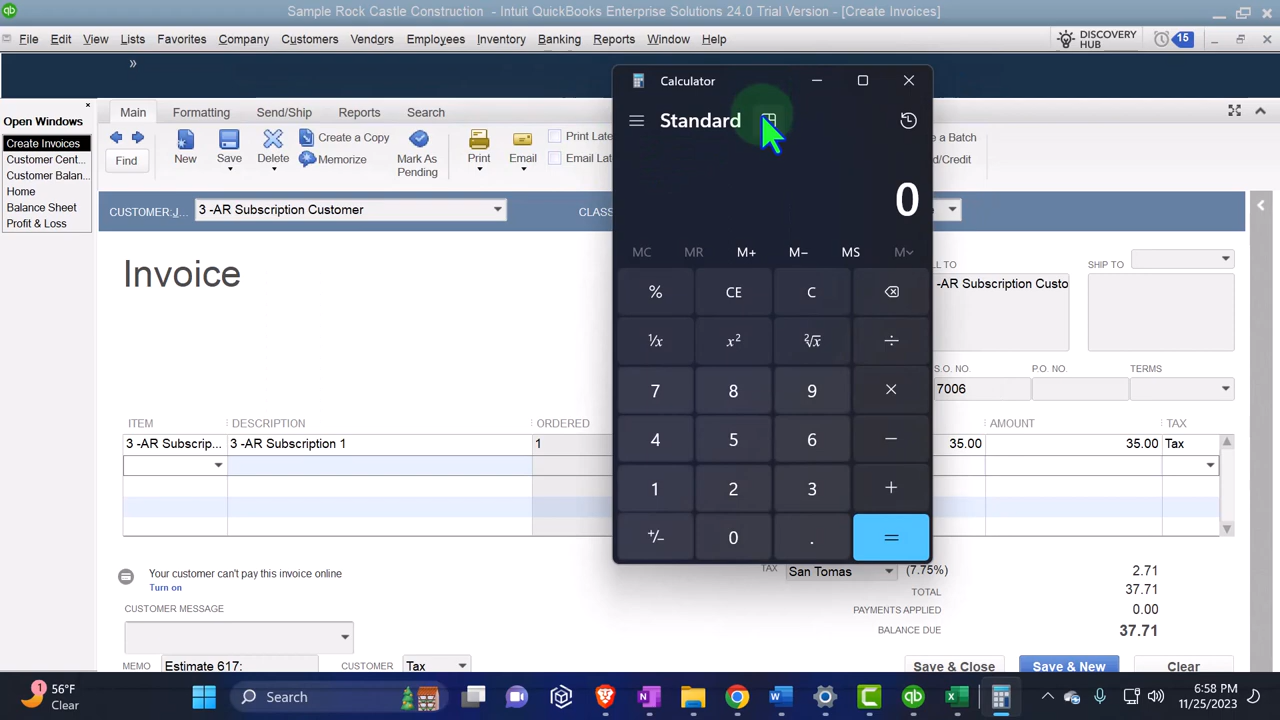 Sample Rock Castle Construction - Intuit QuickBooks Enterprise Solutions 24.0 Trial Version - [Create Invoices]
File Edit View Lists Favorites Company Customers Vendors Employees Inventory Banking Reports Window Help
DISCOVERY
HUB
15
»
Open Windows
Create Invoices
Customer Cent...
Customer Balan...
Home
Balance Sheet
Profit & Loss
Main Formatting Send/Ship Reports Search
Find
New
Save
Delete
Create a Copy
Memorize
Mark As
Pending
Print
Email
Print Late
Email Lat
a Batch
d/Credit
CUSTOMER:J... 3 -AR Subscription Customer CLAS
Invoice
LL TO
-AR Subscription Custo
SHIP TO
S.O. NO. P.O. NO. TERMS
7006
ITEM DESCRIPTION ORDERED AMOUNT TAX
3 -AR Subscrip... 3 -AR Subscription 1 1 35.00 35.00 Tax
Your customer can't pay this invoice online
Turn on
CUSTOMER MESSAGE
TAX San Tomas (7.75%) 2.71
TOTAL 37.71
PAYMENTS APPLIED 0.00
BALANCE DUE 37.71
MEMO Estimate 617: CUSTOMER Tax
Save & Close Save & New Clear
Calculator
Standard
0
MC MR M+ M− MS M˅
% CE C
⅟x x² ²√x ÷
7 8 9 ×
4 5 6 −
1 2 3 +
+/− 0 . =
1
56°F
Clear
Search
6:58 PM
11/25/2023